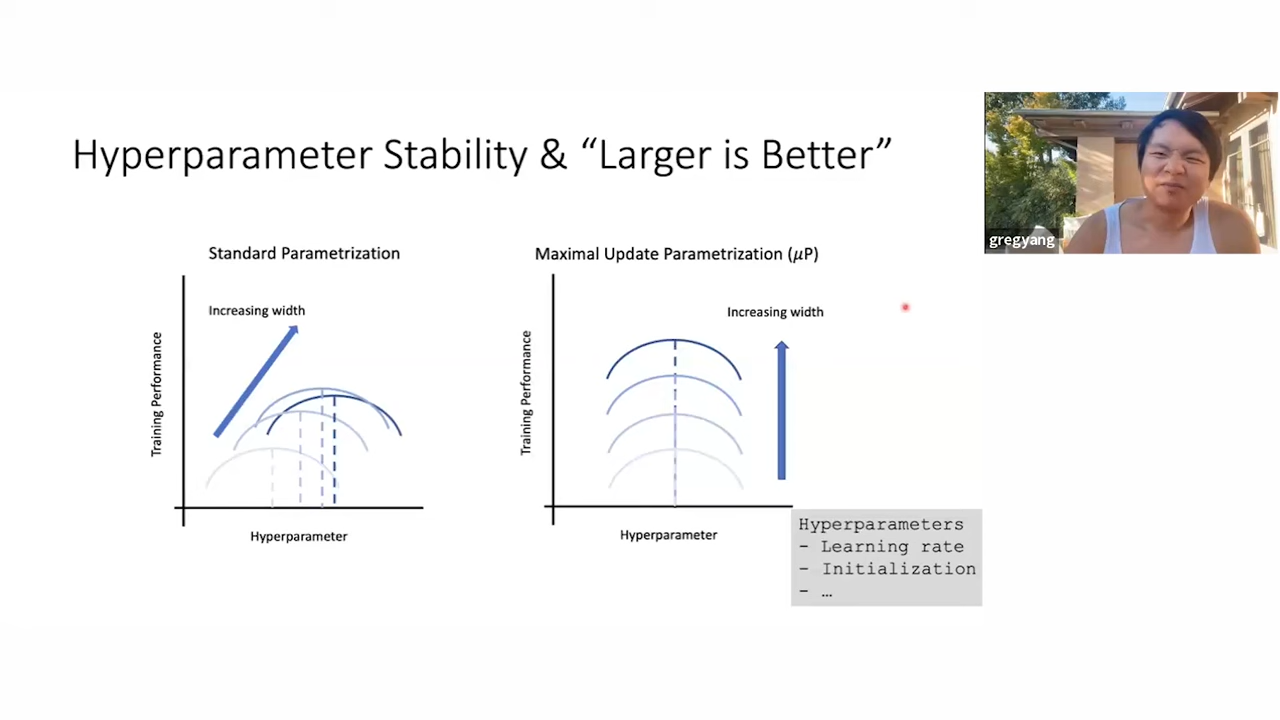 Hyperparameter Stability & “Larger is Better”
gregyang
Standard Parametrization
Increasing width
Training Performance
Hyperparameter
Maximal Update Parametrization (𝜇P)
Increasing width
Training Performance
Hyperparameter
Hyperparameters
- Learning rate
- Initialization
- …